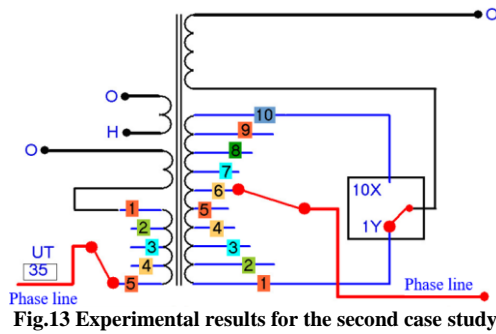 O
10
9
8
7
6
5
4
3
2
1
O
H
O
1
2
3
4
5
UT
35
Phase line
10X
1Y
Phase line
Fig.13 Experimental results for the second case study